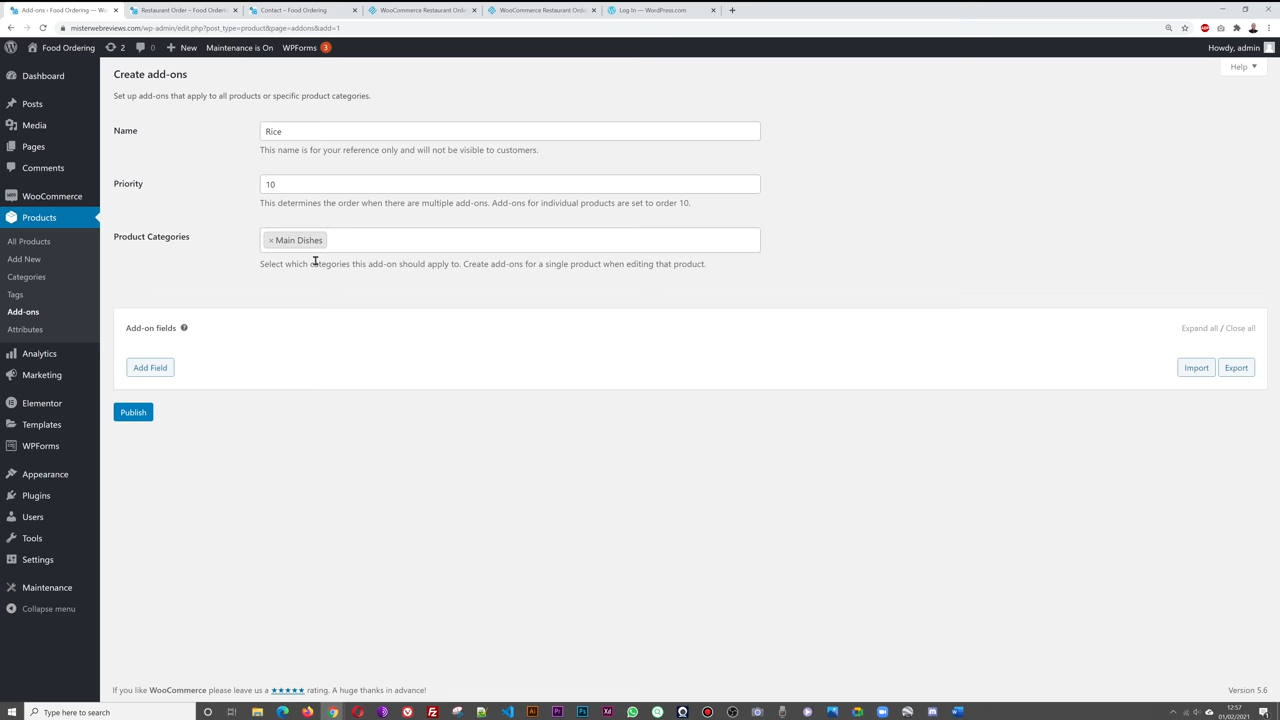 Add-ons ‹ Food Ordering — Wo
Restaurant Order – Food Orderin
Contact – Food Ordering
WooCommerce Restaurant Orde
WooCommerce Restaurant Orde
Log In — WordPress.com
misterwebreviews.com/wp-admin/edit.php?post_type=product&page=addons&add=1
Food Ordering 2 0 New Maintenance is On WPForms 3 Howdy, admin
Help
Dashboard
Posts
Media
Pages
Comments
WooCommerce
Products
All Products
Add New
Categories
Tags
Add-ons
Attributes
Analytics
Marketing
Elementor
Templates
WPForms
Appearance
Plugins
Users
Tools
Settings
Maintenance
Collapse menu
Create add-ons
Set up add-ons that apply to all products or specific product categories.
Name Rice
This name is for your reference only and will not be visible to customers.
Priority 10
This determines the order when there are multiple add-ons. Add-ons for individual products are set to order 10.
Product Categories × Main Dishes
Select which categories this add-on should apply to. Create add-ons for a single product when editing that product.
Add-on fields ? Expand all / Close all
Add Field Import Export
Publish
If you like WooCommerce please leave us a ★★★★★ rating. A huge thanks in advance! Version 5.6
Type here to search
12:57
01/02/2021